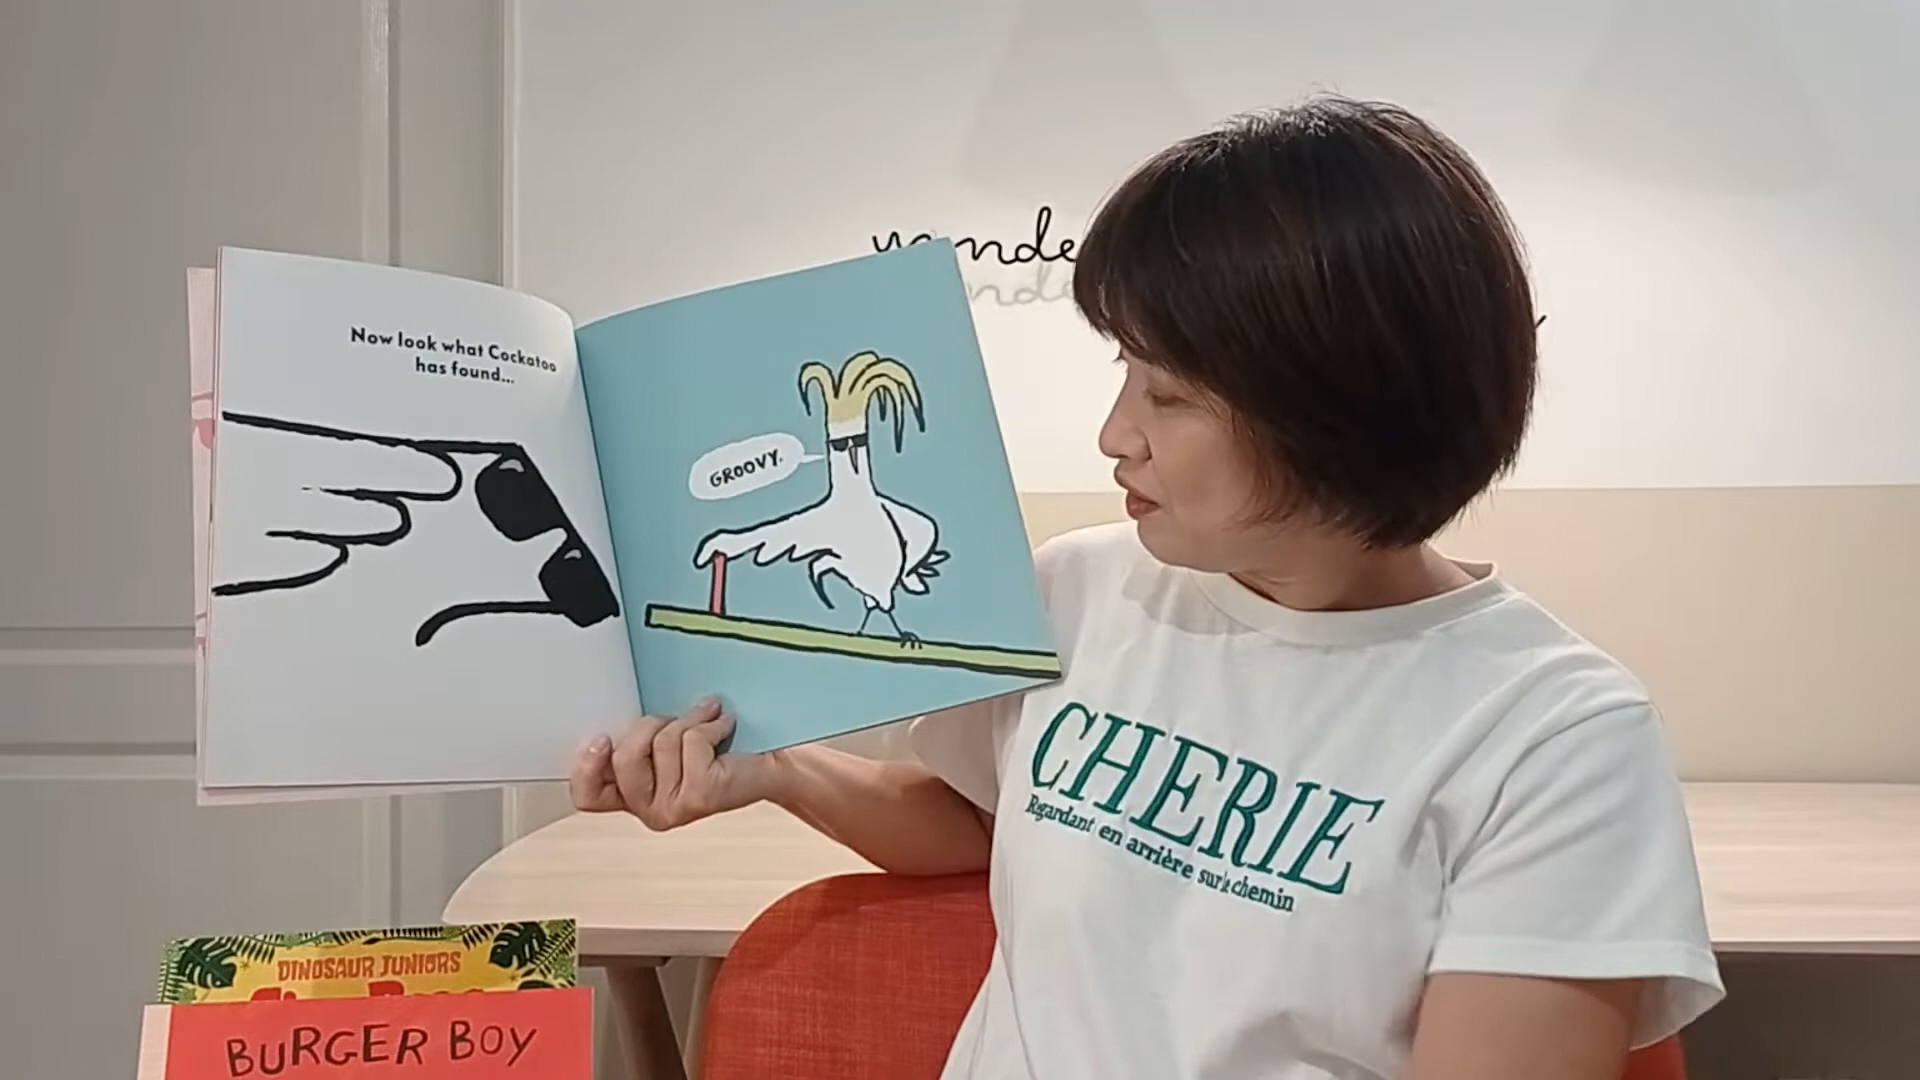 Now look what Cockatoo
has found...
GROOVY.
CHERIE
Regardant en arrière sur le chemin
DINOSAUR JUNIORS
BURGER BOY